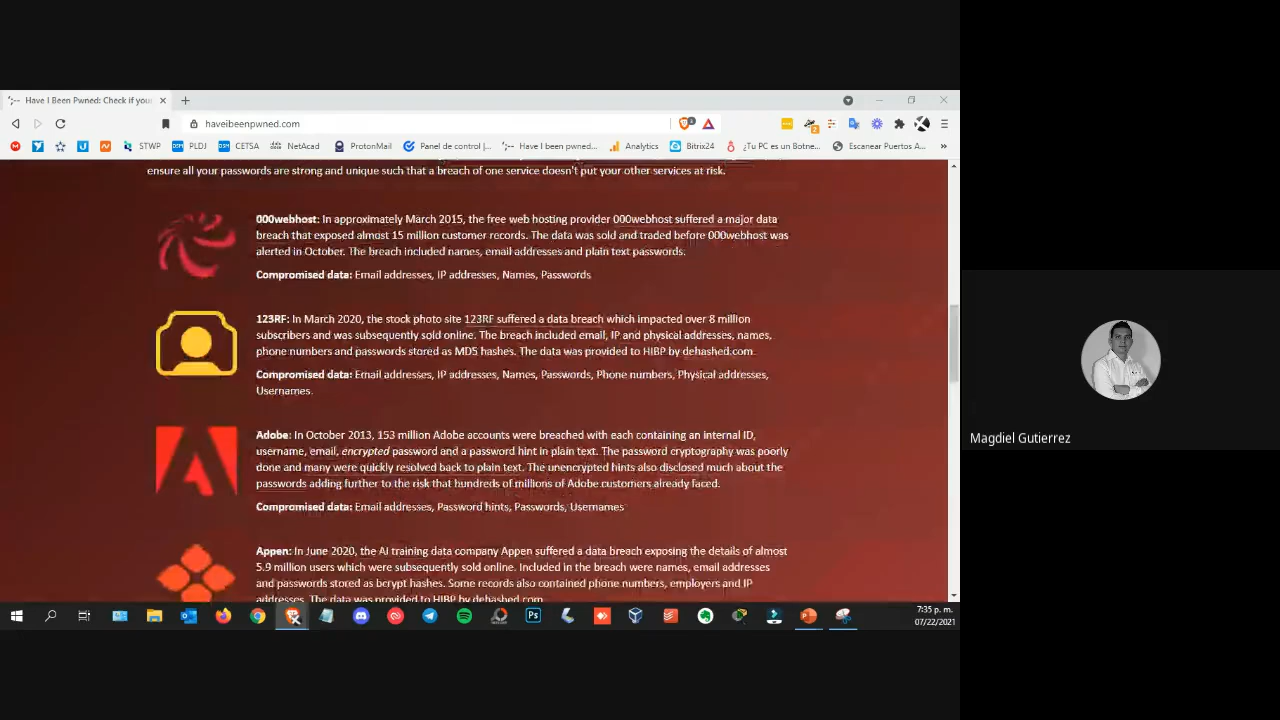 Have I Been Pwned: Check if your
haveibeenpwned.com
STWP PLDJ CETSA NetAcad ProtonMail Panel de control |... Have I been pwned... Analytics Bitrix24 ¿Tu PC es un Botne... Escanear Puertos A...
ensure all your passwords are strong and unique such that a breach of one service doesn't put your other services at risk.
000webhost: In approximately March 2015, the free web hosting provider 000webhost suffered a major data
breach that exposed almost 15 million customer records. The data was sold and traded before 000webhost was
alerted in October. The breach included names, email addresses and plain text passwords.
Compromised data: Email addresses, IP addresses, Names, Passwords
123RF: In March 2020, the stock photo site 123RF suffered a data breach which impacted over 8 million
subscribers and was subsequently sold online. The breach included email, IP and physical addresses, names,
phone numbers and passwords stored as MD5 hashes. The data was provided to HIBP by dehashed.com.
Compromised data: Email addresses, IP addresses, Names, Passwords, Phone numbers, Physical addresses,
Usernames.
Adobe: In October 2013, 153 million Adobe accounts were breached with each containing an internal ID,
username, email, encrypted password and a password hint in plain text. The password cryptography was poorly
done and many were quickly resolved back to plain text. The unencrypted hints also disclosed much about the
passwords adding further to the risk that hundreds of millions of Adobe customers already faced.
Compromised data: Email addresses, Password hints, Passwords, Usernames
Appen: In June 2020, the AI training data company Appen suffered a data breach exposing the details of almost
5.9 million users which were subsequently sold online. Included in the breach were names, email addresses
and passwords stored as bcrypt hashes. Some records also contained phone numbers, employers and IP
addresses. The data was provided to HIBP by dehashed.com.
Magdiel Gutierrez
Ps
7:35 p. m.
07/22/2021